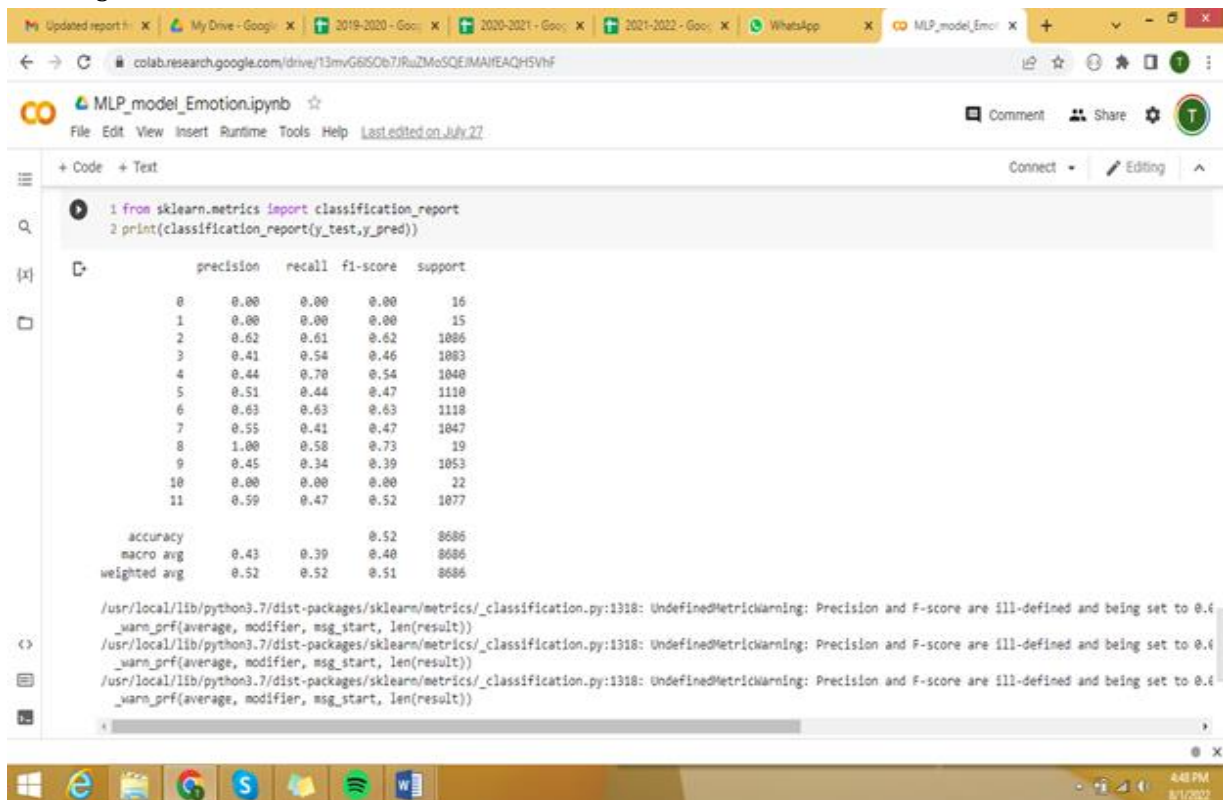 Updated report fr
My Drive - Google
2019-2020 - Goog
2020-2021 - Goog
2021-2022 - Goog
WhatsApp
MLP_model_Emot
colab.research.google.com/drive/
CO MLP_model_Emotion.ipynb
File Edit View Insert Runtime Tools Help Last edited on July 27
Comment Share T
+ Code + Text
Connect Editing
1 from sklearn.metrics import classification_report
2 print(classification_report(y_test,y_pred))
precision recall f1-score support
0 0.00 0.00 0.00 16
1 0.00 0.00 0.00 15
2 0.62 0.61 0.62 1086
3 0.41 0.54 0.46 1083
4 0.44 0.70 0.54 1040
5 0.51 0.44 0.47 1110
6 0.63 0.63 0.63 1118
7 0.55 0.41 0.47 1047
8 1.00 0.58 0.73 19
9 0.45 0.34 0.39 1053
10 0.00 0.00 0.00 22
11 0.59 0.47 0.52 1077
accuracy 0.52 8686
macro avg 0.43 0.39 0.40 8686
weighted avg 0.52 0.52 0.51 8686
/usr/local/lib/python3.7/dist-packages/sklearn/metrics/_classification.py:1318: UndefinedMetricWarning: Precision and F-score are ill-defined and being set to 0.
_warn_prf(average, modifier, msg_start, len(result))
/usr/local/lib/python3.7/dist-packages/sklearn/metrics/_classification.py:1318: UndefinedMetricWarning: Precision and F-score are ill-defined and being set to 0.
_warn_prf(average, modifier, msg_start, len(result))
/usr/local/lib/python3.7/dist-packages/sklearn/metrics/_classification.py:1318: UndefinedMetricWarning: Precision and F-score are ill-defined and being set to 0.
_warn_prf(average, modifier, msg_start, len(result))
4:48 PM
8/1/2022